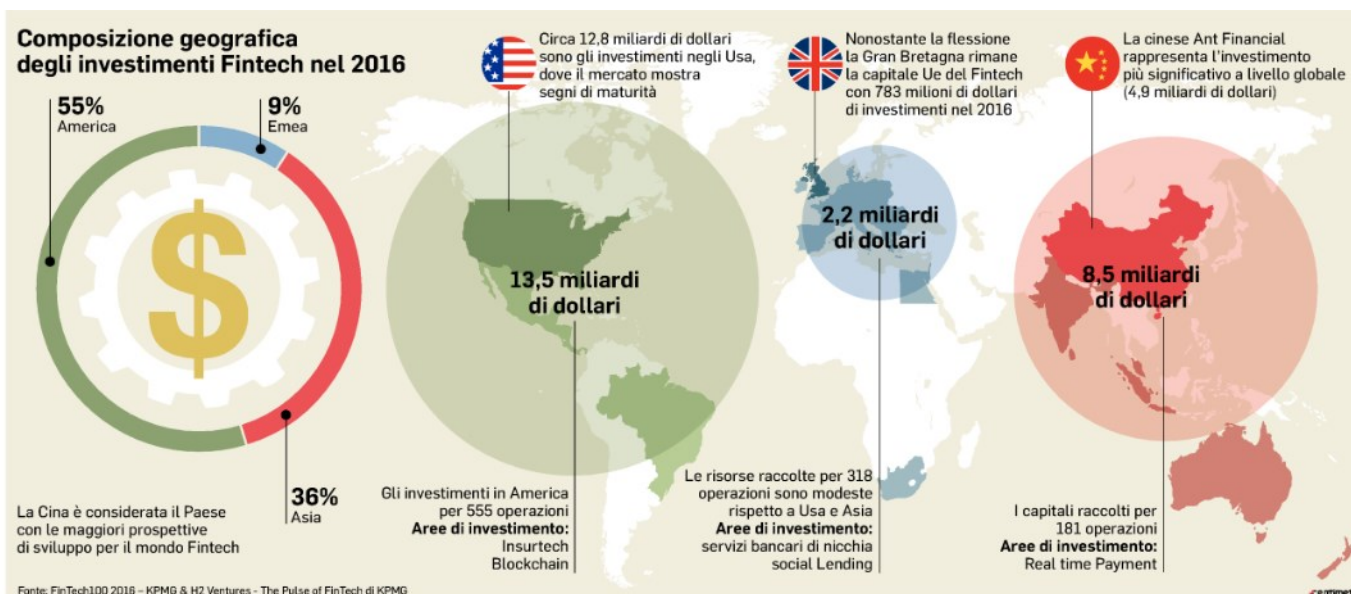 Composizione geografica
degli investimenti Fintech nel 2016
55%
America
9%
Emea
$
36%
Asia
La Cina è considerata il Paese
con le maggiori prospettive
di sviluppo per il mondo Fintech
Circa 12,8 miliardi di dollari
sono gli investimenti negli Usa,
dove il mercato mostra
segni di maturità
13,5 miliardi
di dollari
Gli investimenti in America
per 555 operazioni
Aree di investimento:
Insurtech
Blockchain
Nonostante la flessione
la Gran Bretagna rimane
la capitale Ue del Fintech
con 783 milioni di dollari
di investimenti nel 2016
2,2 miliardi
di dollari
Le risorse raccolte per 318
operazioni sono modeste
rispetto a Usa e Asia
Aree di investimento:
servizi bancari di nicchia
social Lending
La cinese Ant Financial
rappresenta l'investimento
più significativo a livello globale
(4,9 miliardi di dollari)
8,5 miliardi
di dollari
I capitali raccolti per
181 operazioni
Aree di investimento:
Real time Payment
Fonte: FinTech100 2016 – KPMG & H2 Ventures - The Pulse of FinTech di KPMG